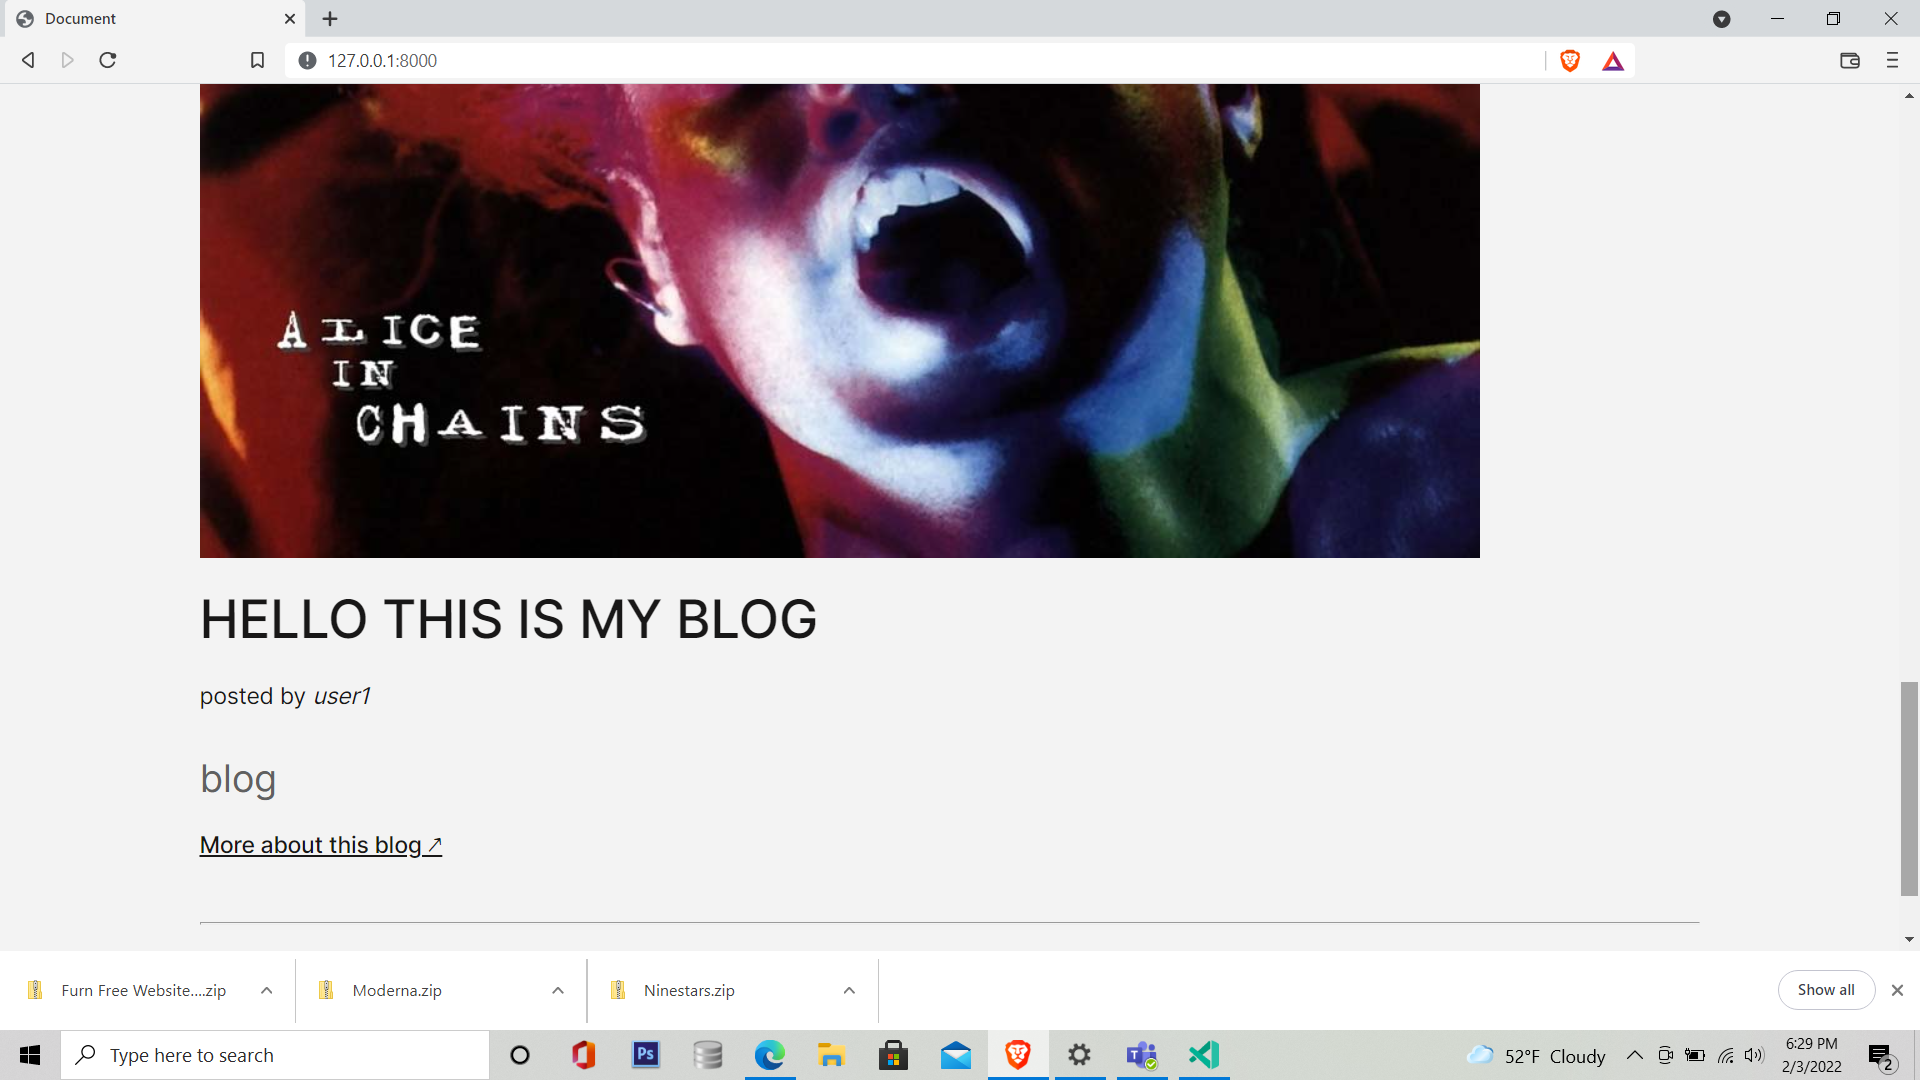 Document
127.0.0.1:8000
ALICE
IN
CHAINS
HELLO THIS IS MY BLOG
posted by user1
blog
More about this blog ↗
Furn Free Website....zip
Moderna.zip
Ninestars.zip
Show all
Type here to search
Ps
52°F Cloudy
6:29 PM
2/3/2022
2